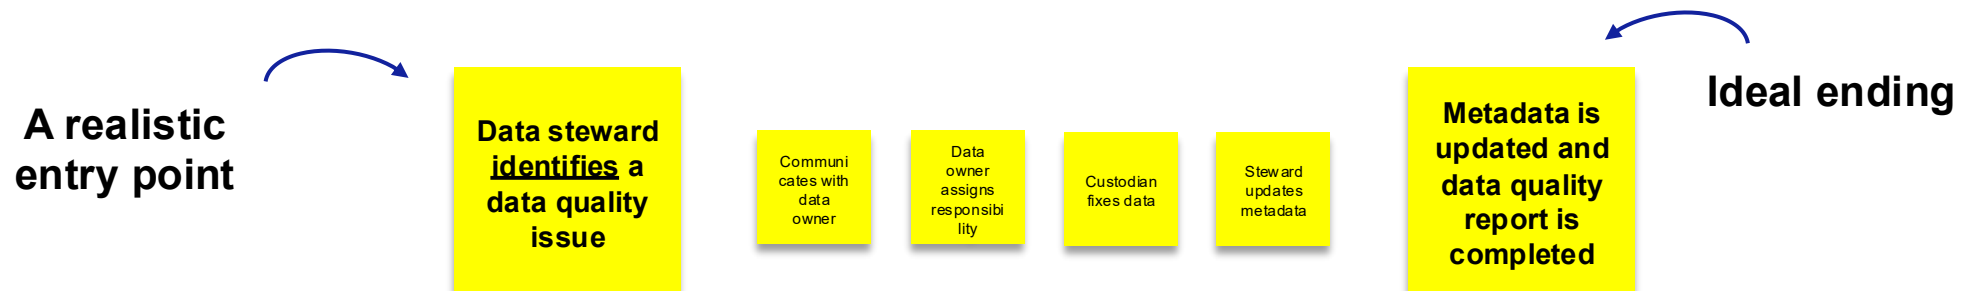 A realistic
entry point
Data steward
identifies a
data quality
issue
Communi
cates with
data
owner
Data
owner
assigns
responsibi
lity
Custodian
fixes data
Steward
updates
metadata
Metadata is
updated and
data quality
report is
completed
Ideal ending